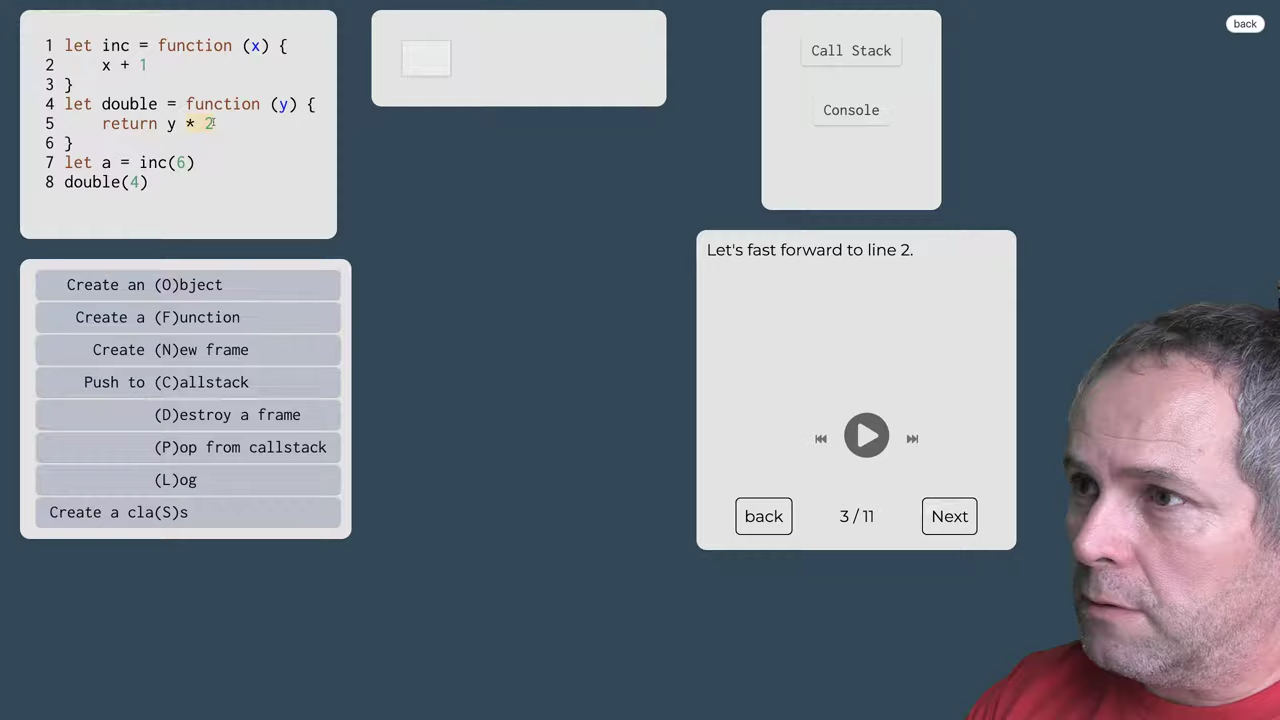 back
1 let inc = function (x) {
2     x + 1
3 }
4 let double = function (y) {
5     return y * 2
6 }
7 let a = inc(6)
8 double(4)
Call Stack
Console
Let's fast forward to line 2.
back
3 / 11
Next
Create an (O)bject
Create a (F)unction
Create (N)ew frame
Push to (C)allstack
(D)estroy a frame
(P)op from callstack
(L)og
Create a cla(S)s